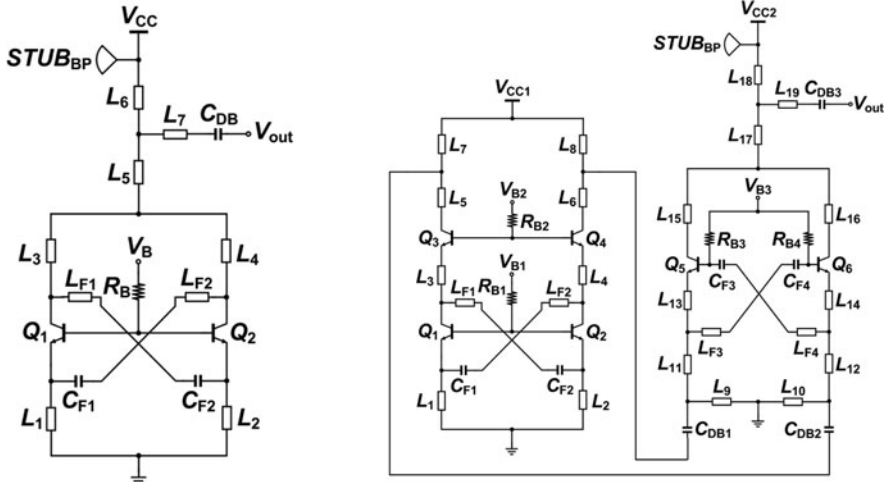 V_CC
STUB_BP
L_6
L_7 C_DB V_out
L_5
L_3 V_B L_4
L_F1 R_B L_F2
Q_1 Q_2
C_F1 C_F2
L_1 L_2
V_CC1
L_7 L_8
L_5 V_B2 L_6
Q_3 R_B2 Q_4
L_3 V_B1 L_4
L_F1 R_B1 L_F2
Q_1 Q_2
C_F1 C_F2
L_1 L_2
V_CC2
STUB_BP
L_18
L_19 C_DB3 V_out
L_17
V_B3
L_15 L_16
R_B3 R_B4
Q_5 C_F3 C_F4 Q_6
L_13 L_14
L_F3 L_F4
L_11 L_12
L_9 L_10
C_DB1 C_DB2